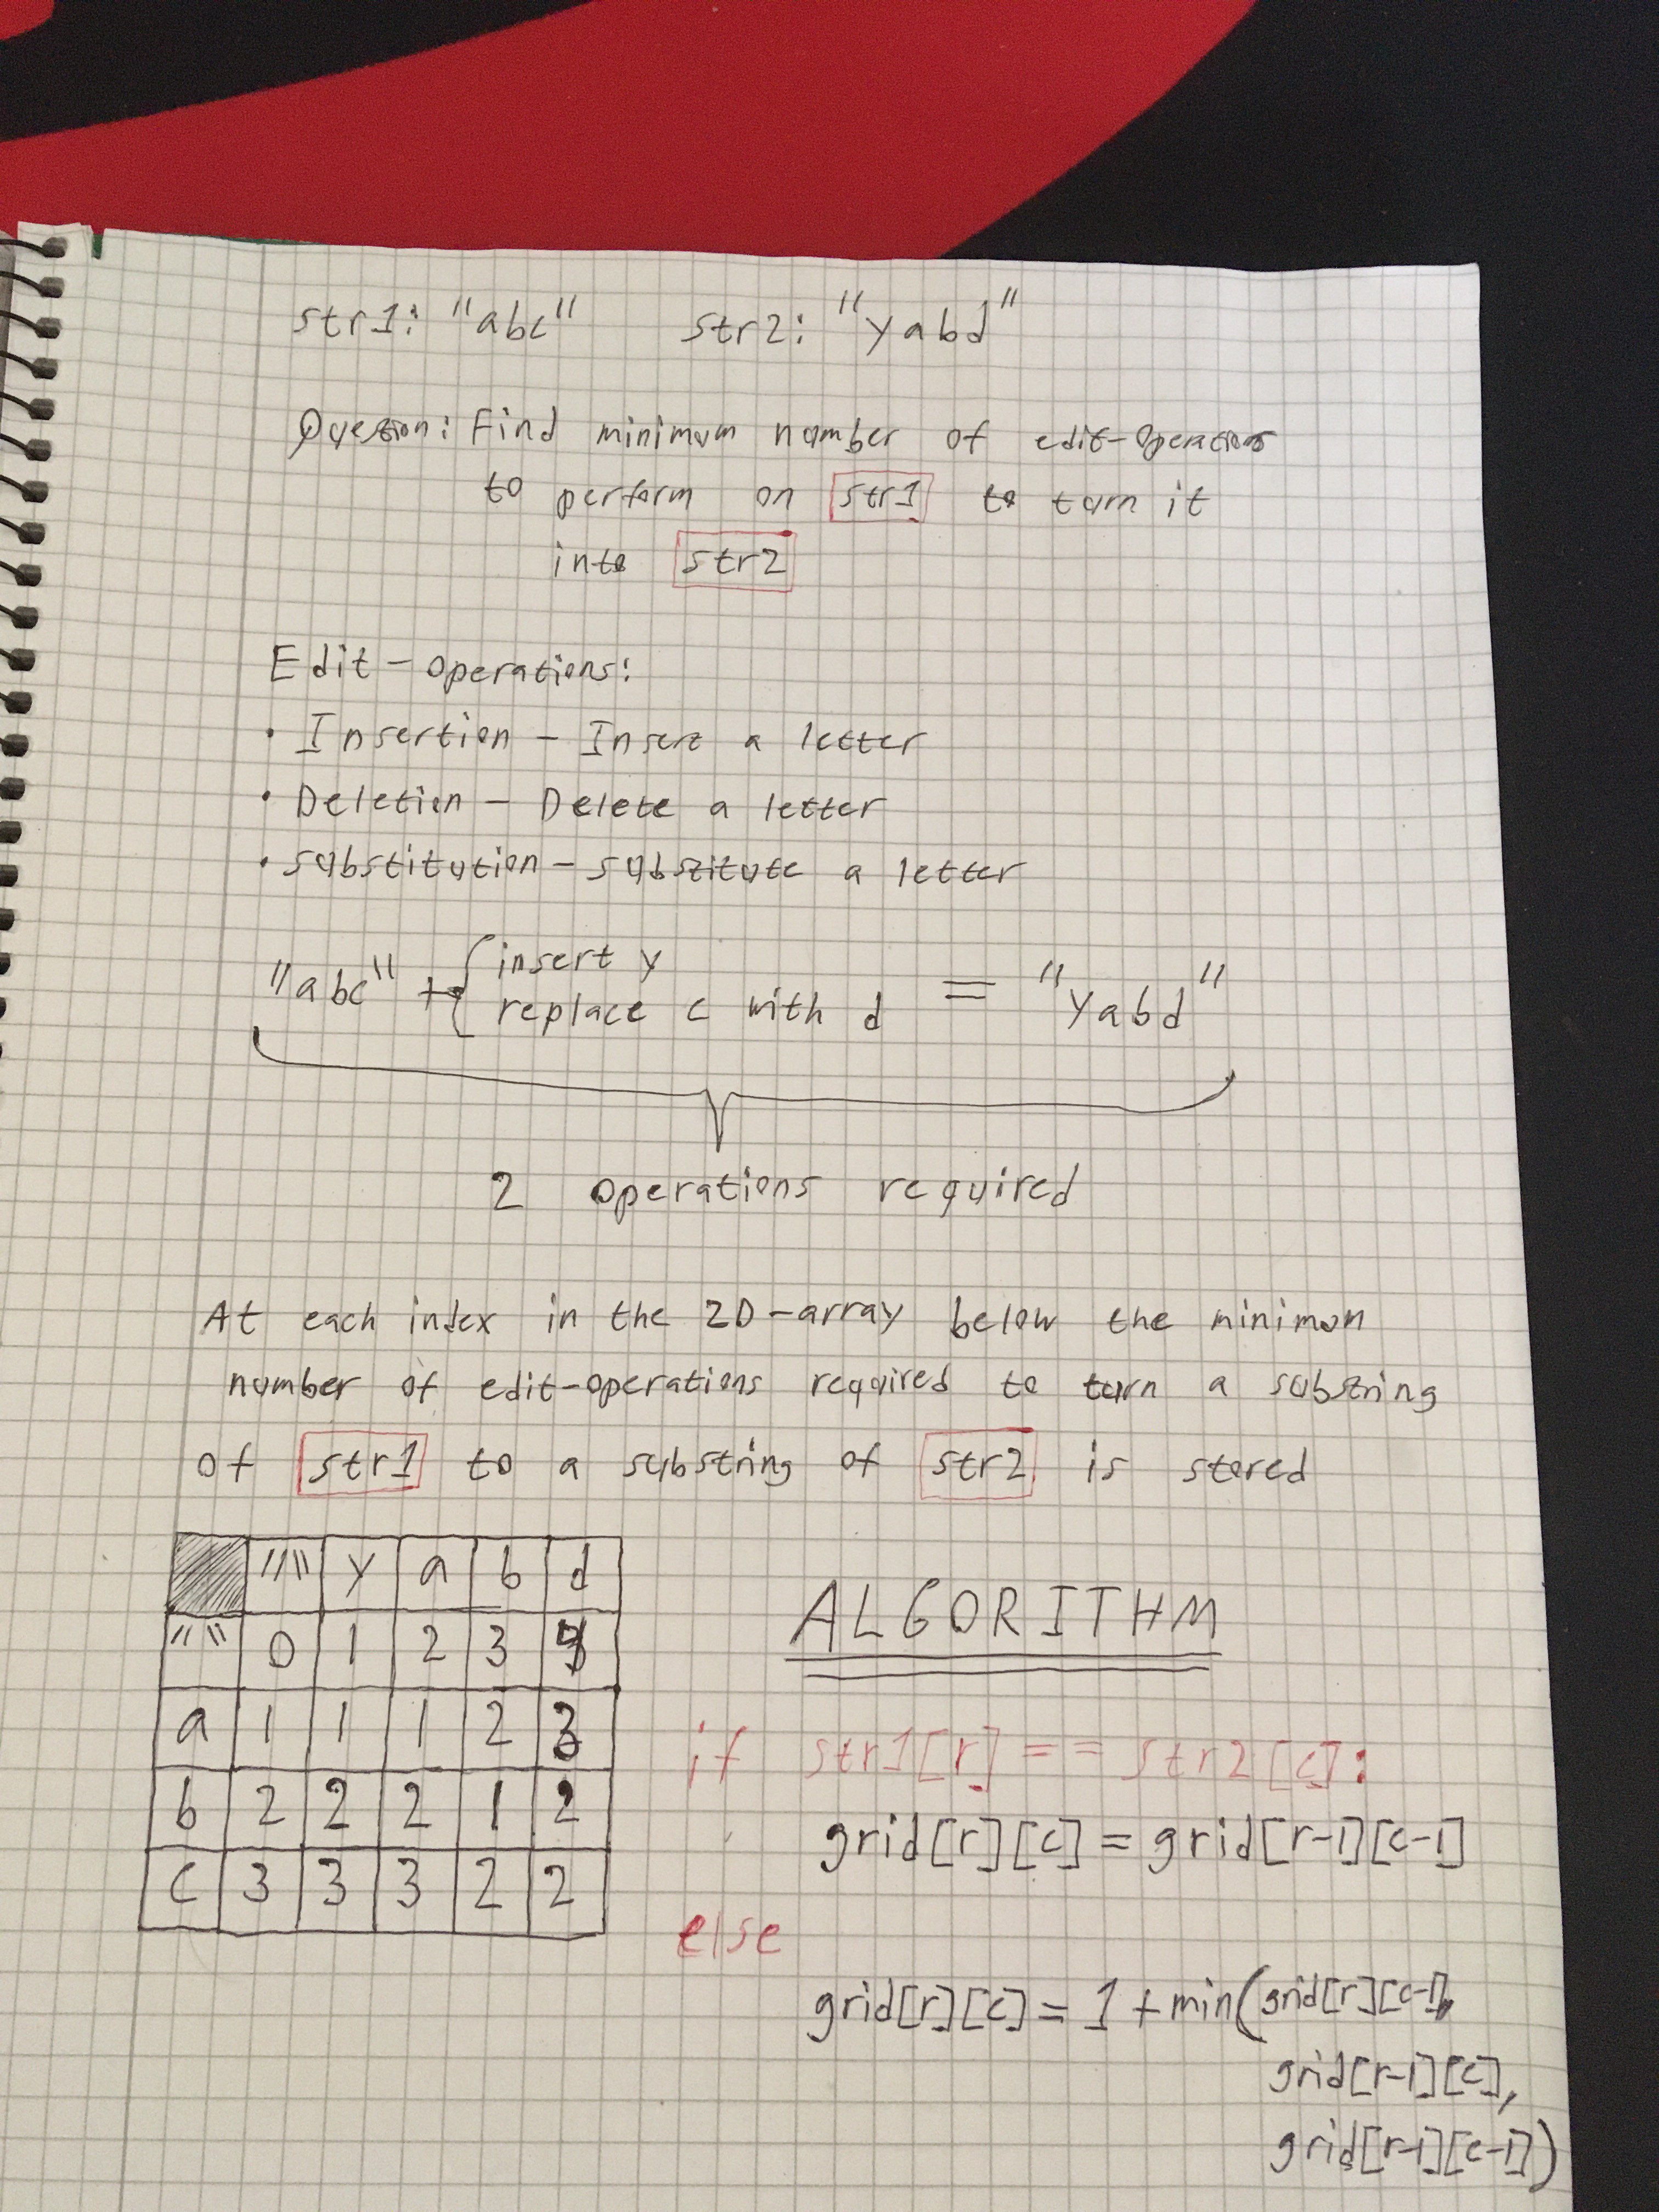 str1: "abc" str2: "yabd"
Question: Find minimum number of edit-operations
to perform on str1 to turn it
into str2
Edit-operations:
• Insertion - Insert a letter
• Deletion - Delete a letter
• substitution - substitute a letter
"abc" + { insert y
replace c with d = "yabd"
2 operations required
At each index in the 2D-array below the minimum
number of edit-operations required to turn a substring
of str1 to a substring of str2 is stored
"" y a b d
"" 0 1 2 3
a 1 1 1 2 3
b 2 2 2 1 2
c 3 3 3 2 2
ALGORITHM
if str1[r] == str2[c]:
grid[r][c] = grid[r-1][c-1]
else
grid[r][c] = 1 + min(grid[r][c-1],
grid[r-1][c],
grid[r-1][c-1])